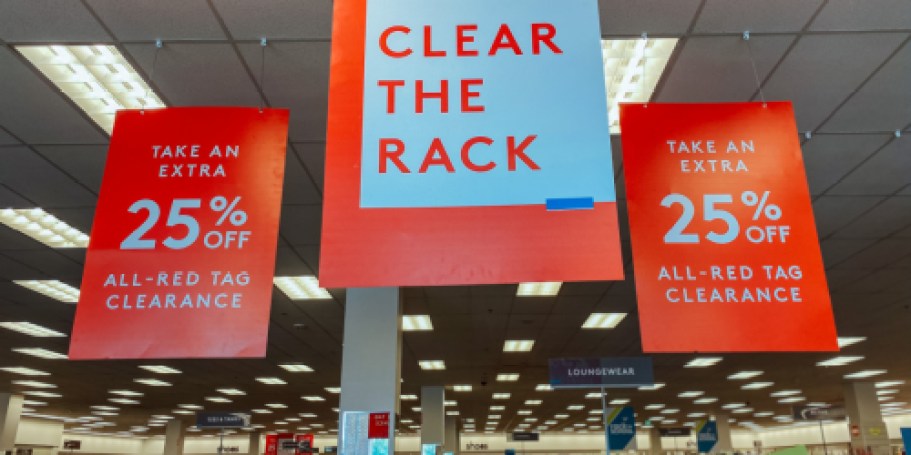 CLEAR
THE
RACK
TAKE AN
EXTRA
25% OFF
ALL-RED TAG
CLEARANCE
TAKE AN
EXTRA
25% OFF
ALL-RED TAG
CLEARANCE
LOUNGEWEAR
shoes